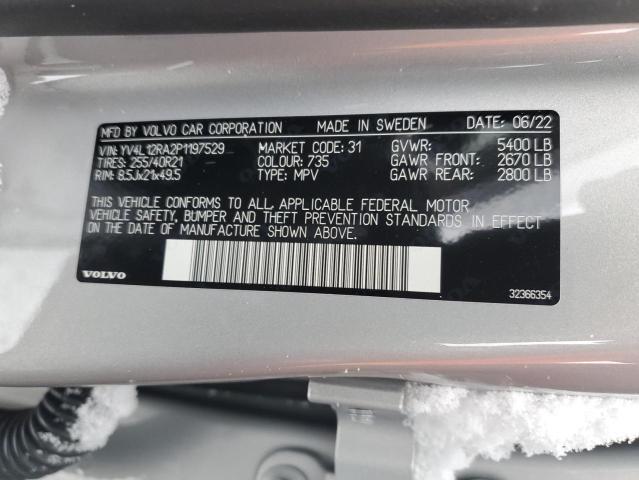 MFD BY VOLVO CAR CORPORATION MADE IN SWEDEN DATE: 06/22
VIN: YV4L12RA2P1197529 MARKET CODE: 31 GVWR: 5400 LB
TIRES: 255/40R21 COLOUR: 735 GAWR FRONT: 2670 LB
RIM: 8.5Jx21x49.5 TYPE: MPV GAWR REAR: 2800 LB
THIS VEHICLE CONFORMS TO ALL APPLICABLE FEDERAL MOTOR
VEHICLE SAFETY, BUMPER AND THEFT PREVENTION STANDARDS IN EFFECT
ON THE DATE OF MANUFACTURE SHOWN ABOVE.
VOLVO
32366354